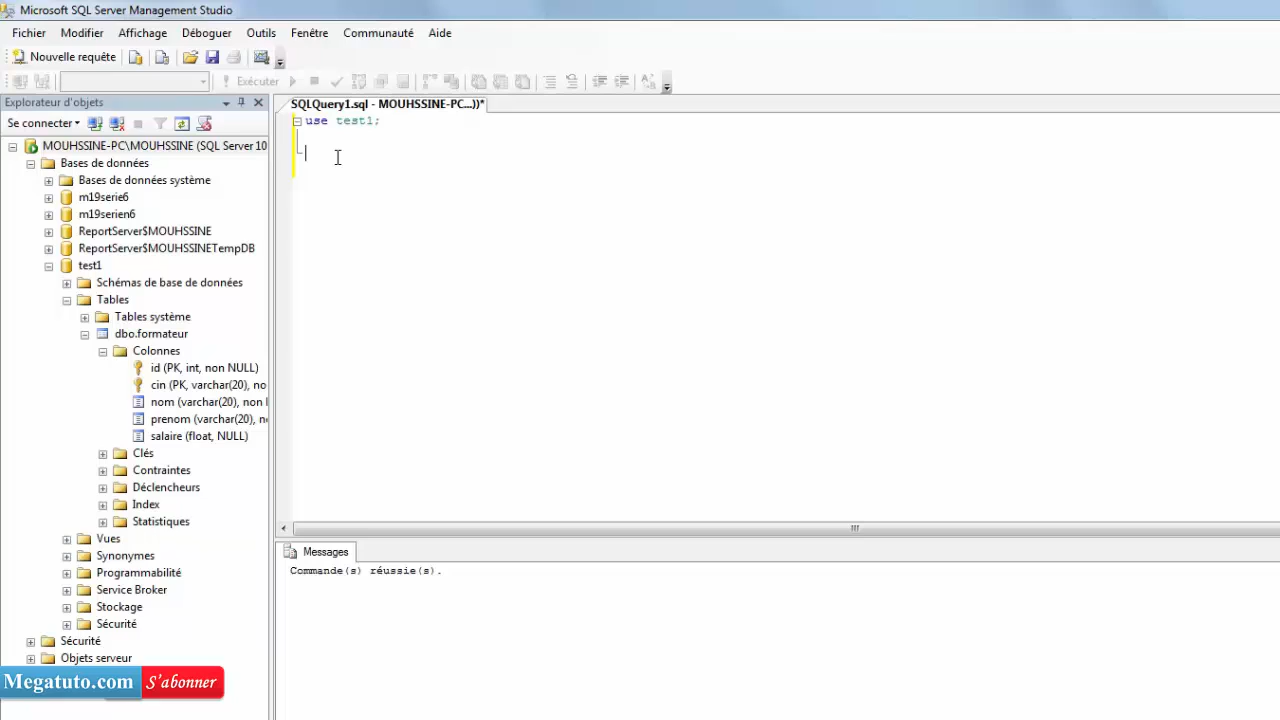 Microsoft SQL Server Management Studio
Fichier Modifier Affichage Déboguer Outils Fenêtre Communauté Aide
Nouvelle requête
Exécuter
Explorateur d'objets
SQLQuery1.sql - MOUHSSINE-PC...))*
Se connecter
use test1;
MOUHSSINE-PC\MOUHSSINE (SQL Server 10
Bases de données
Bases de données système
m19serie6
m19serien6
ReportServer$MOUHSSINE
ReportServer$MOUHSSINETempDB
test1
Schémas de base de données
Tables
Tables système
dbo.formateur
Colonnes
id (PK, int, non NULL)
cin (PK, varchar(20), no
nom (varchar(20), non
prenom (varchar(20), n
salaire (float, NULL)
Clés
Contraintes
Déclencheurs
Index
Statistiques
Vues
Synonymes
Programmabilité
Service Broker
Stockage
Sécurité
Sécurité
Objets serveur
Messages
Commande(s) réussie(s).
Megatuto.com S'abonner